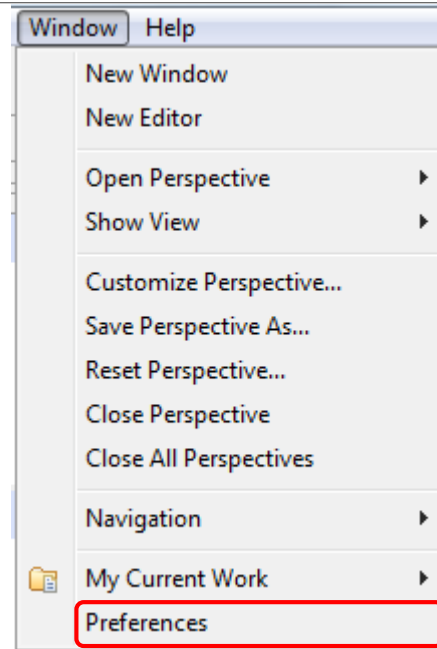 Window Help
New Window
New Editor
Open Perspective
Show View
Customize Perspective...
Save Perspective As...
Reset Perspective...
Close Perspective
Close All Perspectives
Navigation
My Current Work
Preferences